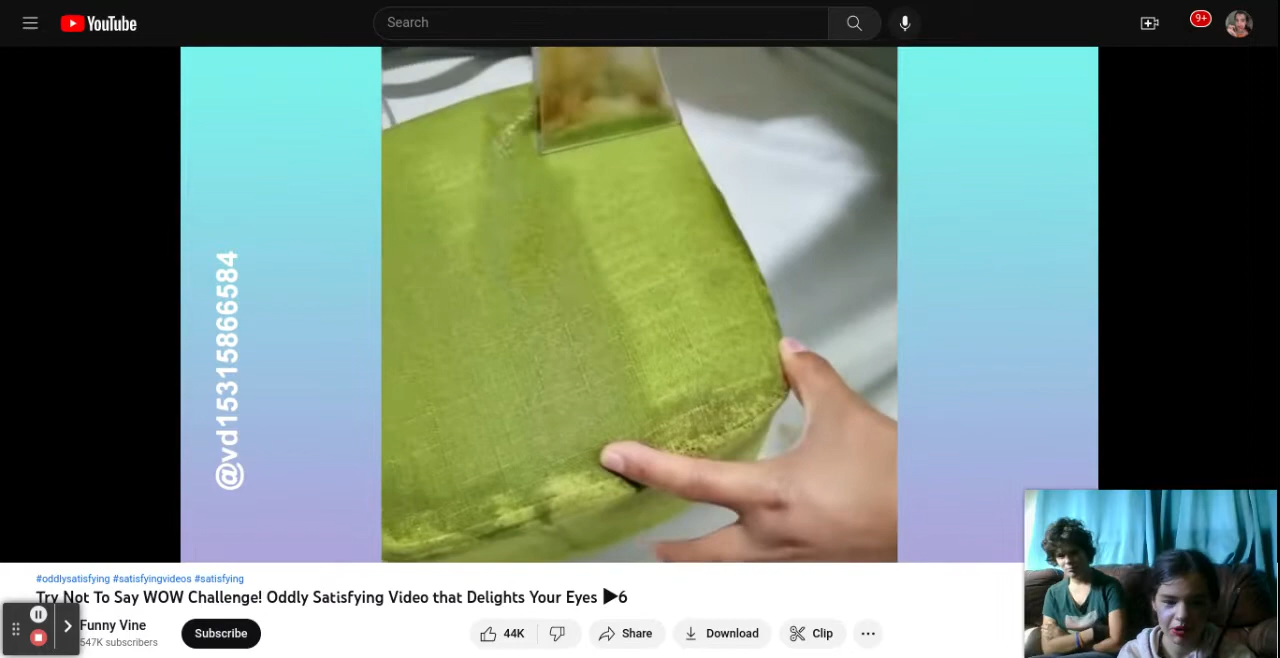 YouTube
Search
9+
@vd15315866584
#oddlysatisfying #satisfyingvideos #satisfying
Try Not To Say WOW Challenge! Oddly Satisfying Video that Delights Your Eyes ▶6
Funny Vine
547K subscribers
Subscribe
44K
Share
Download
Clip